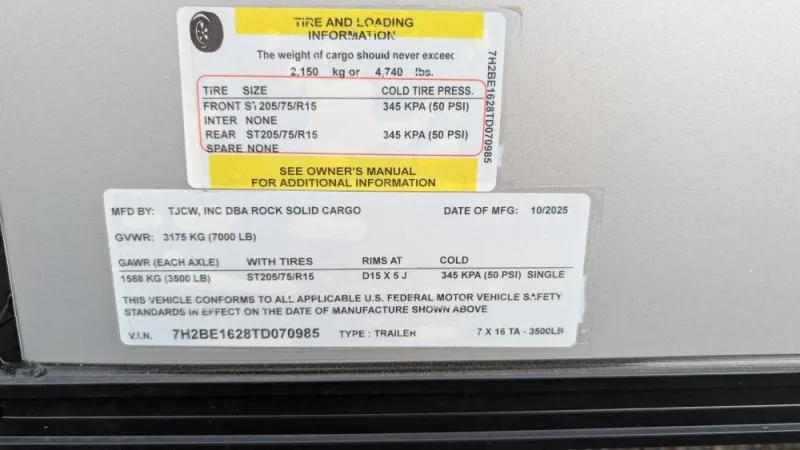 TIRE AND LOADING
INFORMATION
The weight of cargo should never exceed
2,150 kg or 4,740 lbs.
TIRE SIZE COLD TIRE PRESS.
FRONT ST205/75/R15 345 KPA (50 PSI)
INTER NONE
REAR ST205/75/R15 345 KPA (50 PSI)
SPARE NONE
SEE OWNER'S MANUAL
FOR ADDITIONAL INFORMATION
7H2BE1628TD070985
MFD BY: TJCW, INC DBA ROCK SOLID CARGO DATE OF MFG: 10/2025
GVWR: 3175 KG (7000 LB)
GAWR (EACH AXLE) WITH TIRES RIMS AT COLD
1588 KG (3500 LB) ST205/75/R15 D15 X 5 J 345 KPA (50 PSI) SINGLE
THIS VEHICLE CONFORMS TO ALL APPLICABLE U.S. FEDERAL MOTOR VEHICLE SAFETY
STANDARDS IN EFFECT ON THE DATE OF MANUFACTURE SHOWN ABOVE
V.I.N. 7H2BE1628TD070985 TYPE: TRAILER 7 X 16 TA - 3500LB